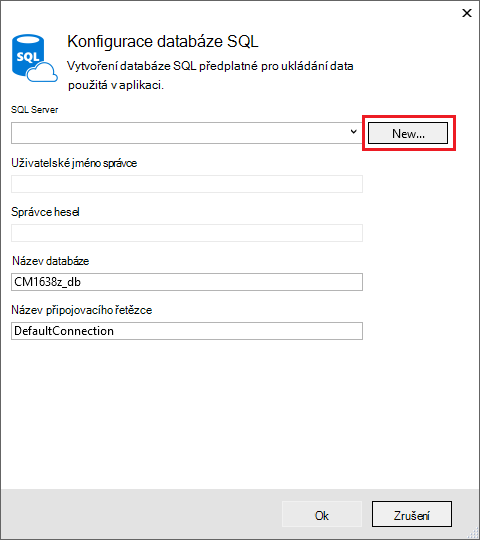 Konfigurace databáze SQL
SQL
Vytvoření databáze SQL předplatné pro ukládání data
použitá v aplikaci.
SQL Server
New...
Uživatelské jméno správce
Správce hesel
Název databáze
CM1638z_db
Název připojovacího řetězce
DefaultConnection
Ok
Zrušení